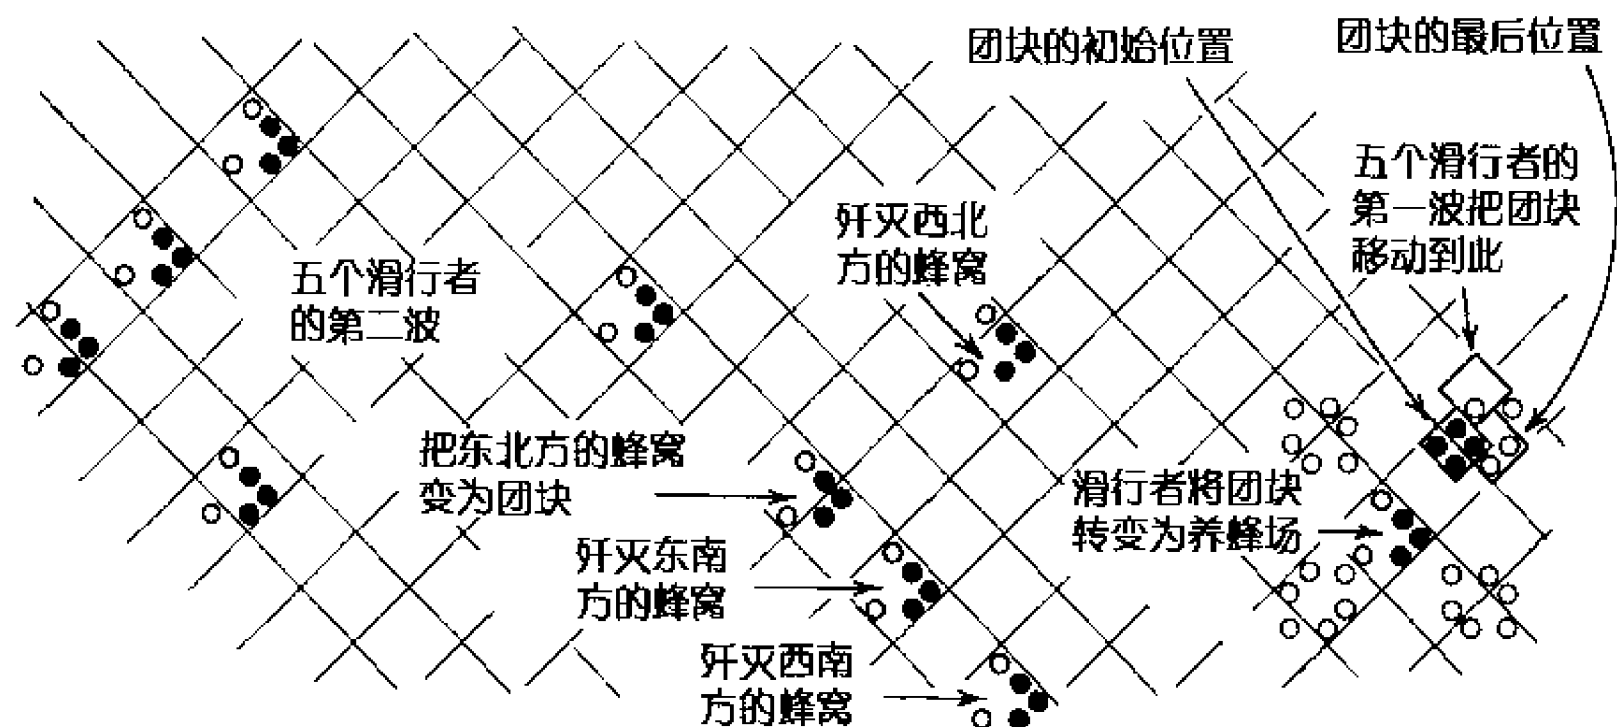 团块的初始位置
团块的最后位置
五个滑行者的
第一波把团块
移动到此
歼灭西北
方的蜂窝
五个滑行者
的第二波
把东北方的蜂窝
变为团块
滑行者将团块
转变为养蜂场
歼灭东南
方的蜂窝
歼灭西南
方的蜂窝